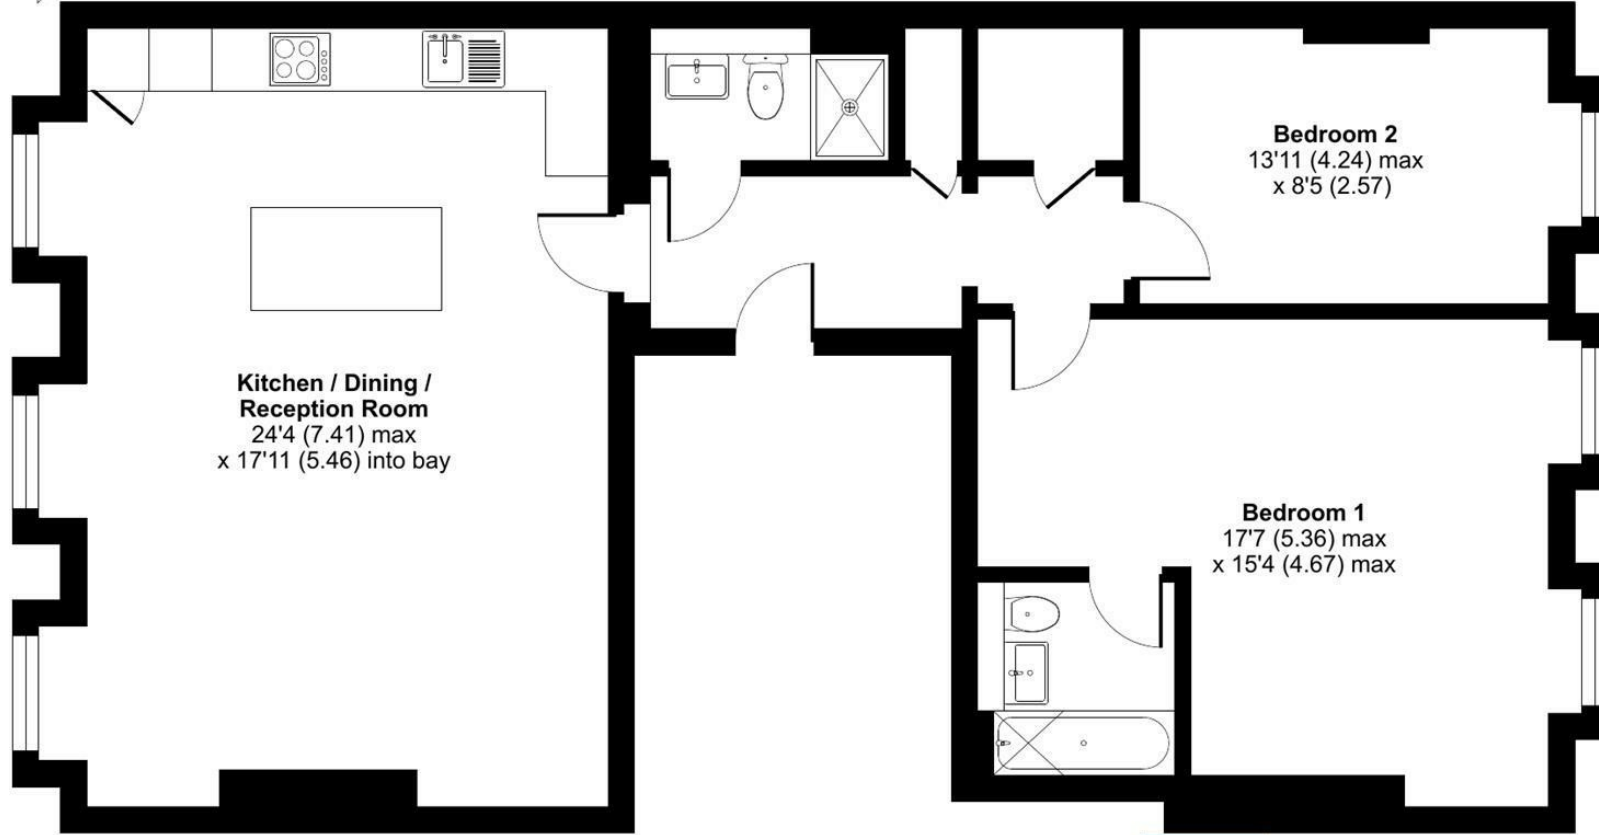 Kitchen / Dining /
Reception Room
24'4 (7.41) max
x 17'11 (5.46) into bay
Bedroom 2
13'11 (4.24) max
x 8'5 (2.57)
Bedroom 1
17'7 (5.36) max
x 15'4 (4.67) max